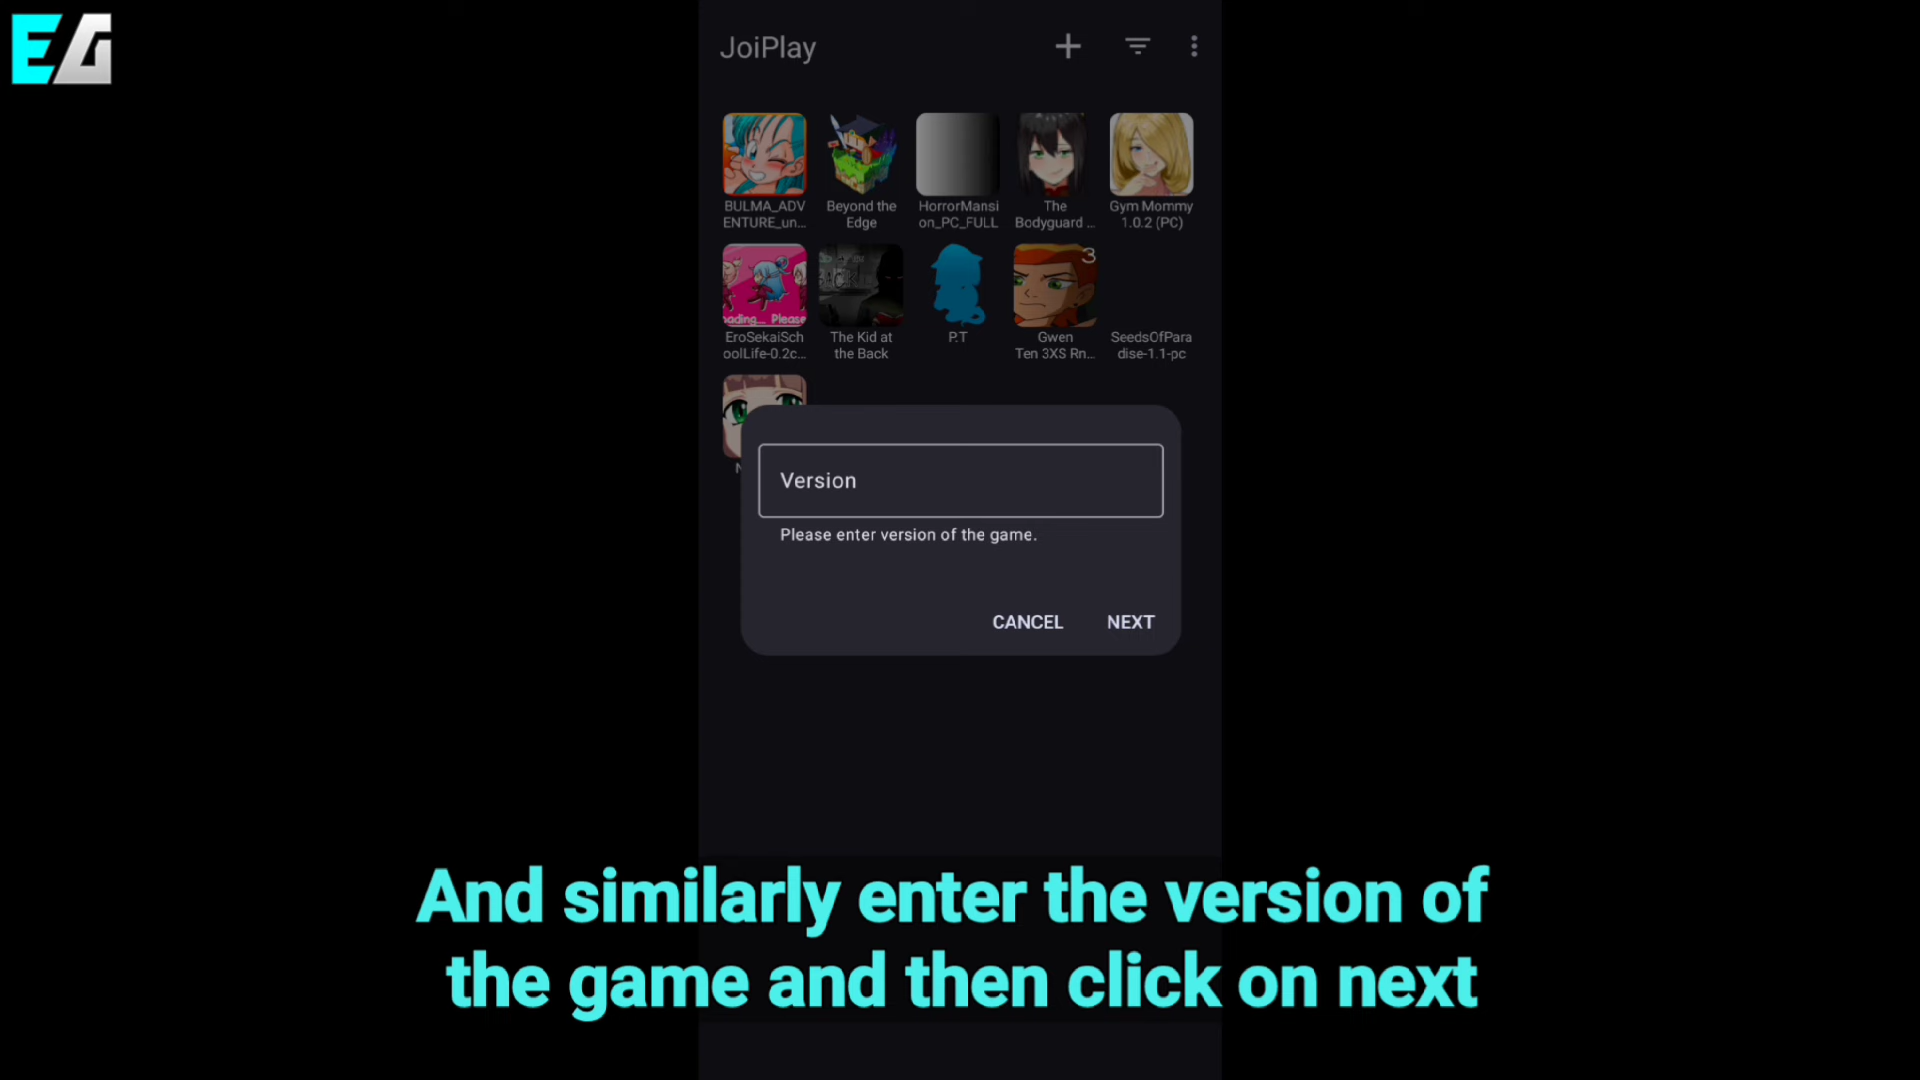 EG
JoiPlay
BULMA_ADV
ENTURE_un...
Beyond the
Edge
HorrorMansi
on_PC_FULL
The
Bodyguard ...
Gym Mommy
1.0.2 (PC)
3
ading... Please
EroSekaiSch
oolLife-0.2c...
The Kid at
the Back
P.T
Gwen
Ten 3XS Rn...
SeedsOfPara
dise-1.1-pc
Version
Please enter version of the game.
CANCEL NEXT
And similarly enter the version of
the game and then click on next